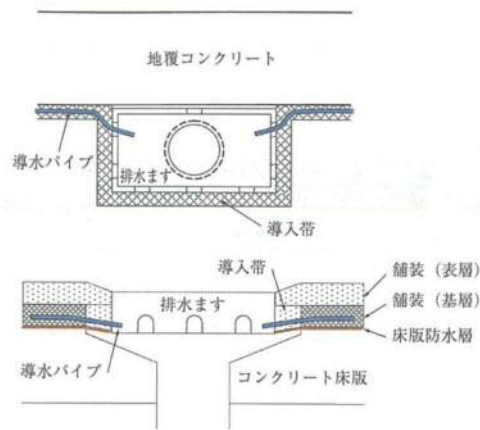 地覆コンクリート
導水パイプ
排水ます
導入帯
導入帯
舗装（表層）
排水ます
舗装（基層）
床版防水層
導水パイプ
コンクリート床版